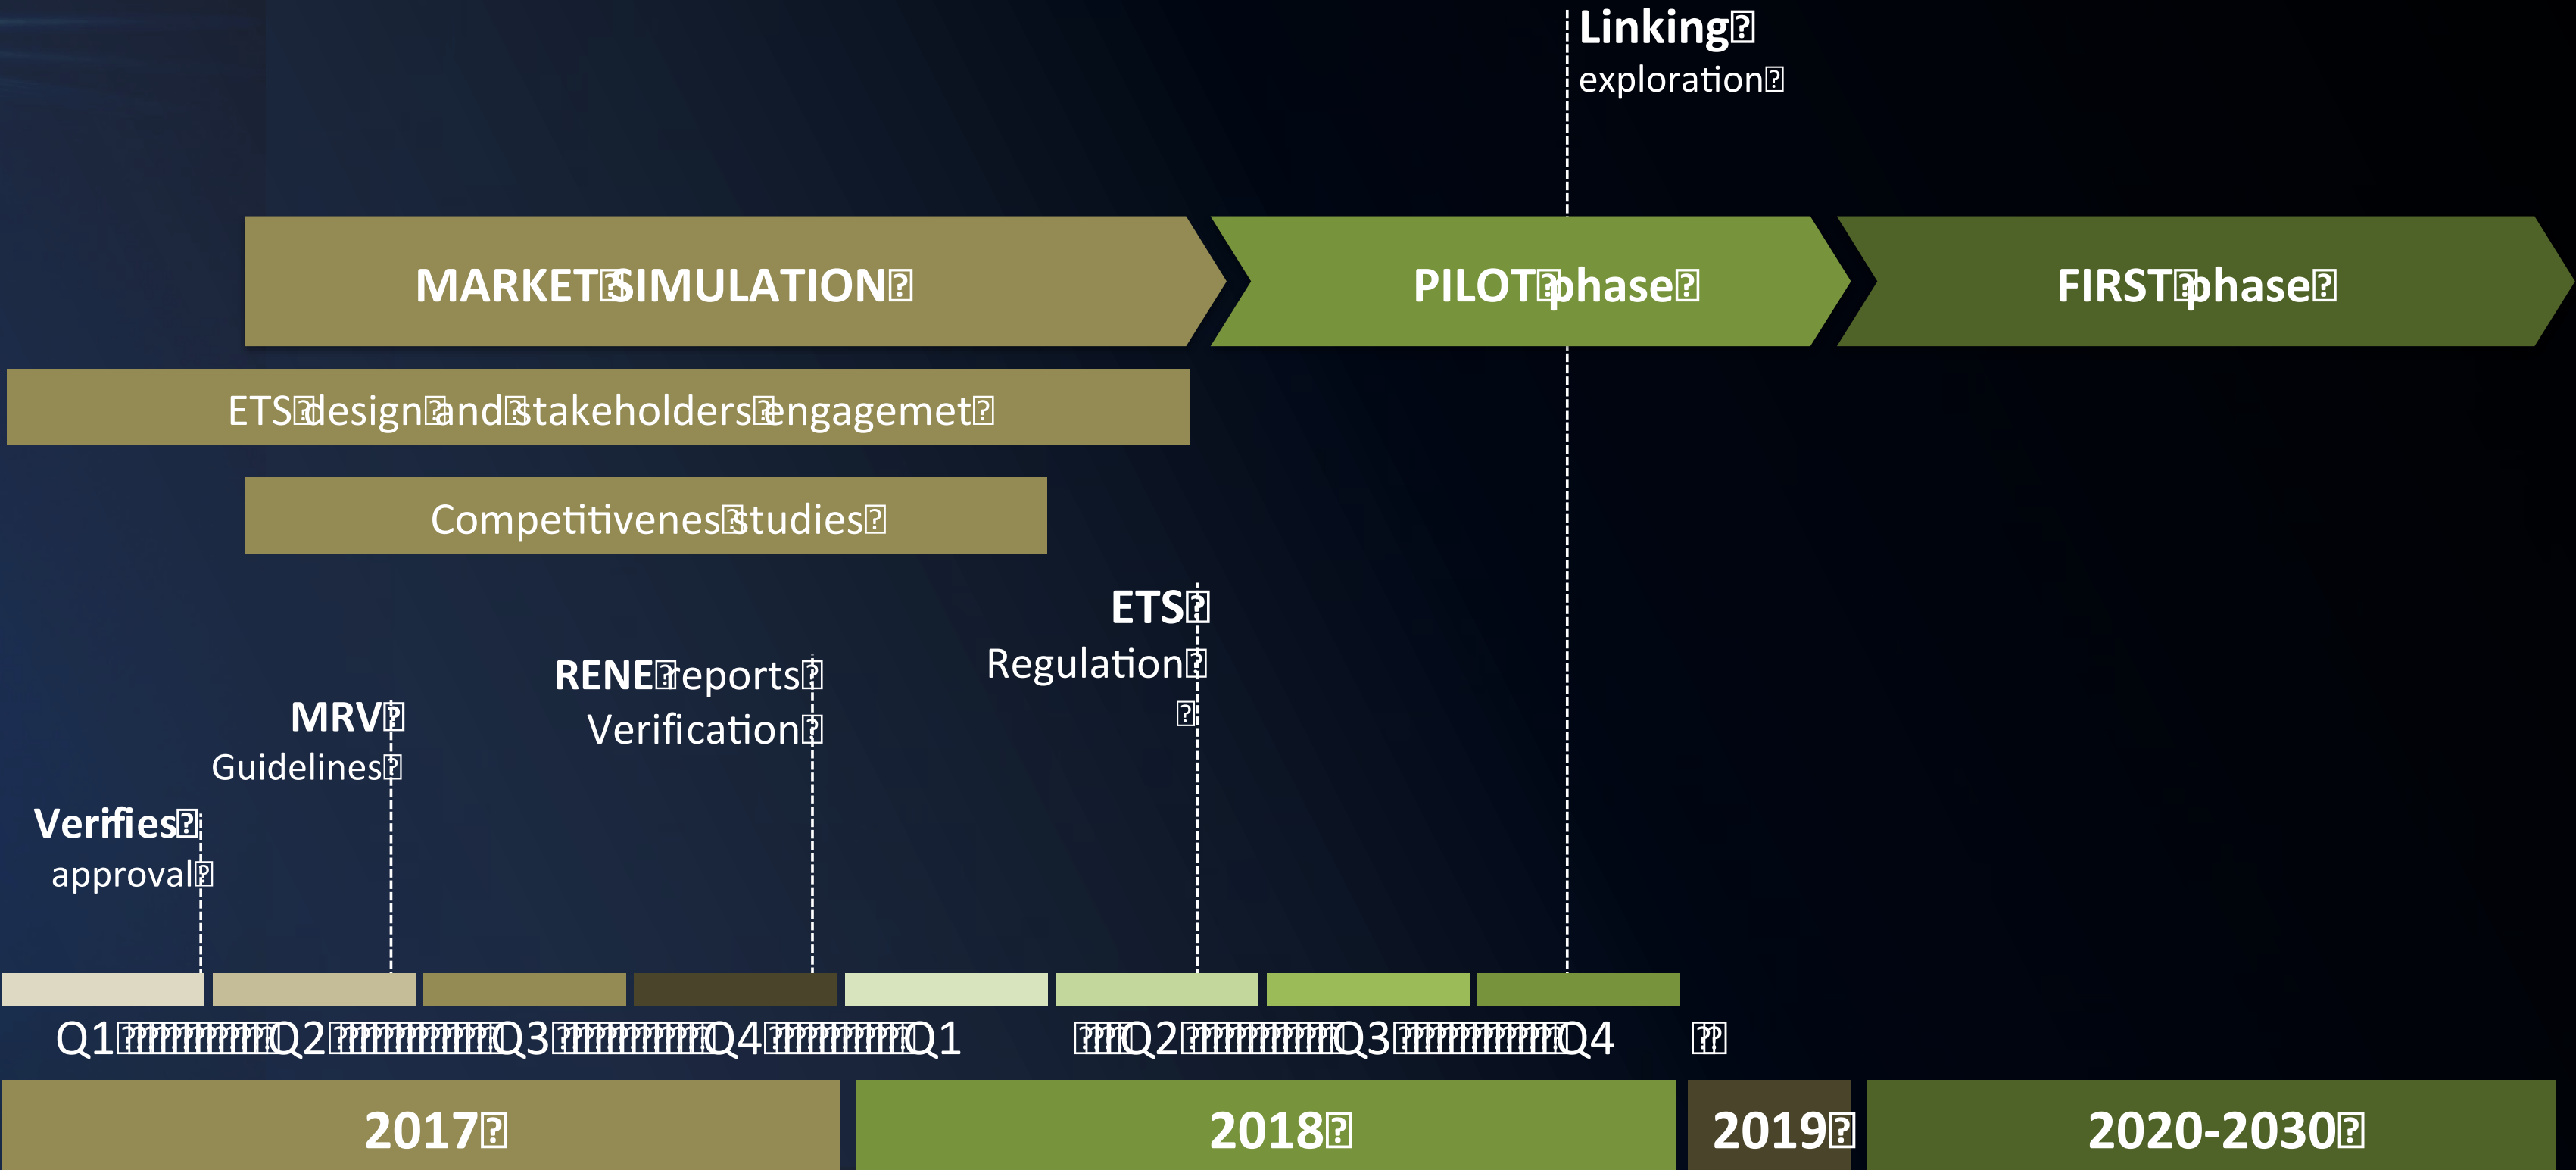 Linking
exploration
MARKET SIMULATION
PILOT phase
FIRST phase
ETS design and stakeholders engagemet
Competitivenes studies
ETS
Regulation
RENE reports
Verification
MRV
Guidelines
Verifies
approval
Q1 Q2 Q3 Q4 Q1 Q2 Q3 Q4
2017
2018
2019
2020-2030